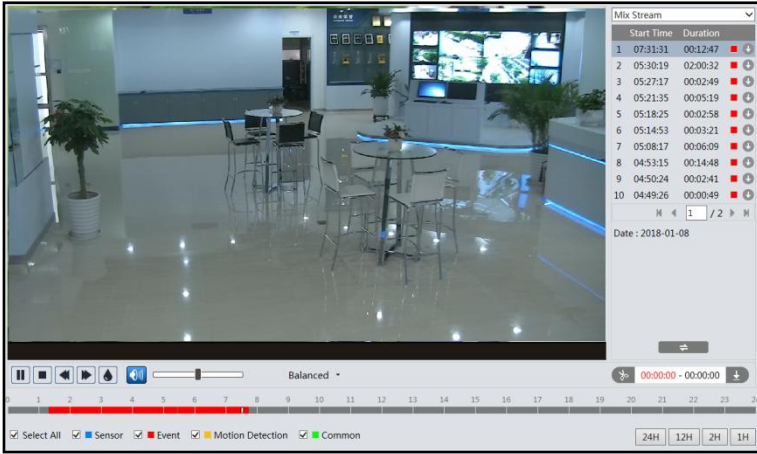 Mix Stream
Start Time Duration
1 07:31:31 00:12:47
2 05:30:19 02:00:32
3 05:27:17 00:02:49
4 05:21:35 00:05:19
5 05:18:25 00:02:58
6 05:14:53 00:03:21
7 05:08:17 00:06:09
8 04:53:15 00:14:48
9 04:50:24 00:02:41
10 04:49:26 00:00:49
1 / 2
Date : 2018-01-08
Balanced
00:00:00 - 00:00:00
0 1 2 3 4 5 6 7 8 9 10 11 12 13 14 15 16 17 18 19 20 21 22 23 24
Select All Sensor Event Motion Detection Common
24H 12H 2H 1H